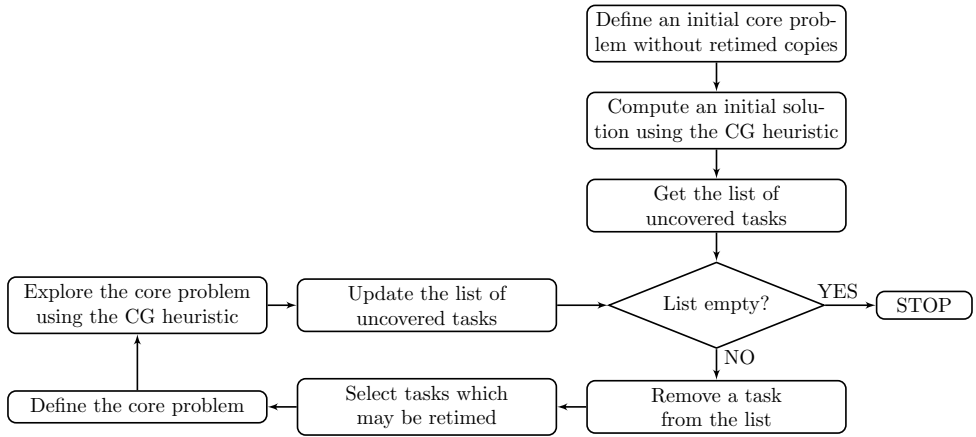 Define an initial core prob-
lem without retimed copies
Compute an initial solu-
tion using the CG heuristic
Get the list of
uncovered tasks
List empty?
YES
STOP
NO
Remove a task
from the list
Select tasks which
may be retimed
Define the core problem
Explore the core problem
using the CG heuristic
Update the list of
uncovered tasks